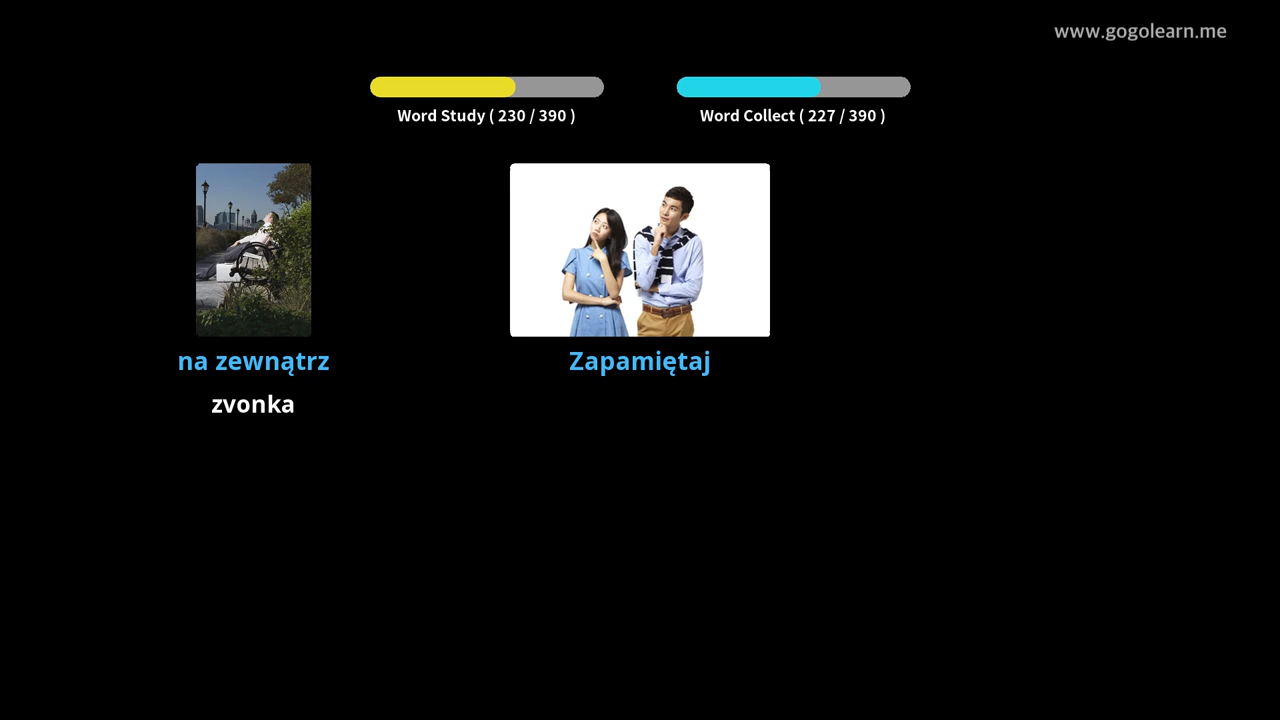 www.gogolearn.me
Word Study ( 230 / 390 )
Word Collect ( 227 / 390 )
na zewnątrz
Zapamiętaj
zvonka